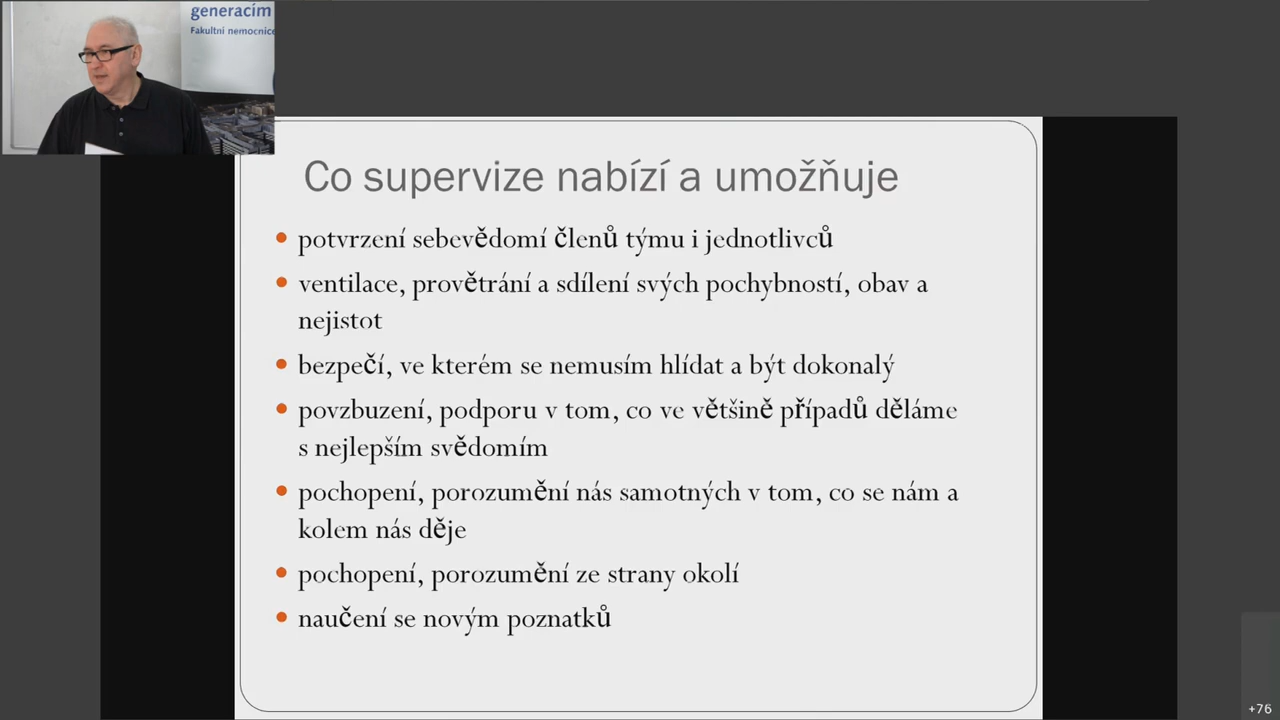 generacím
Fakultní nemocnice
Co supervize nabízí a umožňuje
potvrzení sebevědomí členů týmu i jednotlivců
ventilace, provětrání a sdílení svých pochybností, obav a
nejistot
bezpečí, ve kterém se nemusím hlídat a být dokonalý
povzbuzení, podporu v tom, co ve většině případů děláme
s nejlepším svědomím
pochopení, porozumění nás samotných v tom, co se nám a
kolem nás děje
pochopení, porozumění ze strany okolí
naučení se novým poznatků
+76